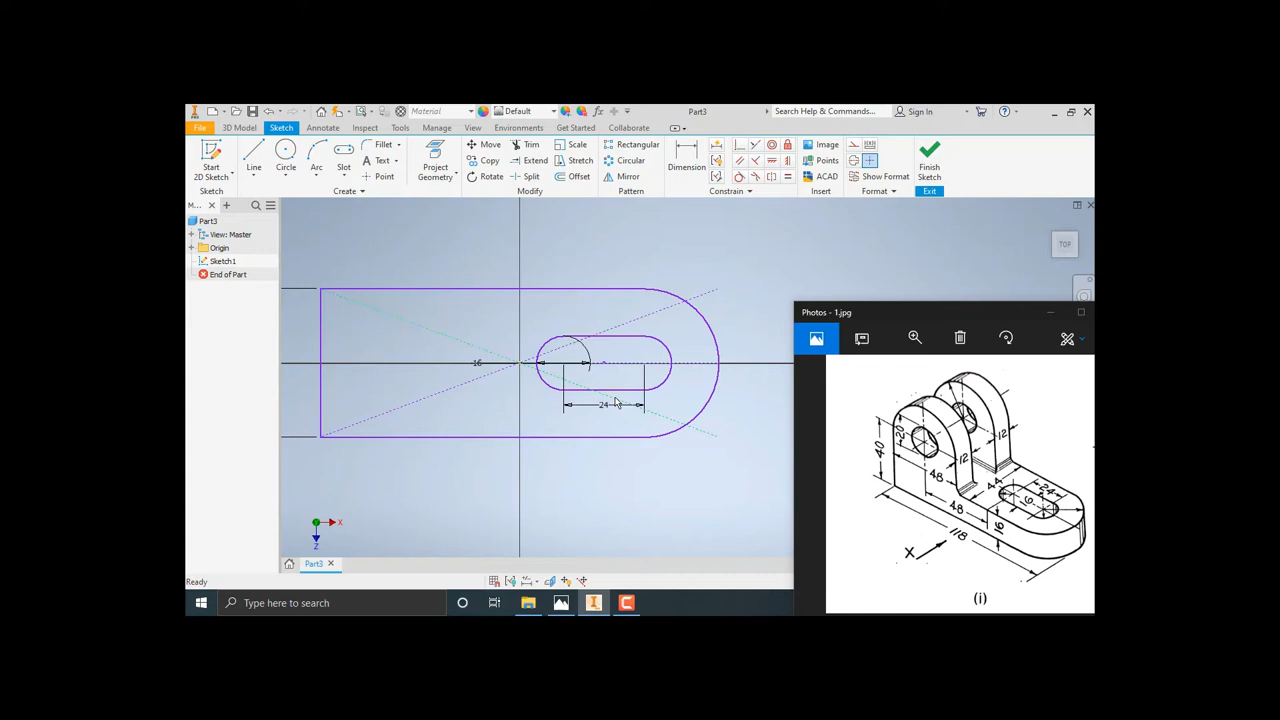 Material
Default
Part3
Search Help & Commands...
Sign In
File
3D Model
Sketch
Annotate
Inspect
Tools
Manage
View
Environments
Get Started
Collaborate
Start
2D Sketch
Line
Circle
Arc
Slot
Fillet
Text
Point
Project
Geometry
Move
Copy
Rotate
Trim
Extend
Split
Scale
Stretch
Offset
Rectangular
Circular
Mirror
Dimension
Image
Points
ACAD
Show Format
Finish
Sketch
Sketch
Create
Modify
Pattern
Constrain
Insert
Format
Exit
M...
Part3
View: Master
Origin
Sketch1
End of Part
TOP
16
24
X
Z
Photos - 1.jpg
20
40
12
12
48
44
24
48
16
118
X
(i)
Part3
Ready
Type here to search